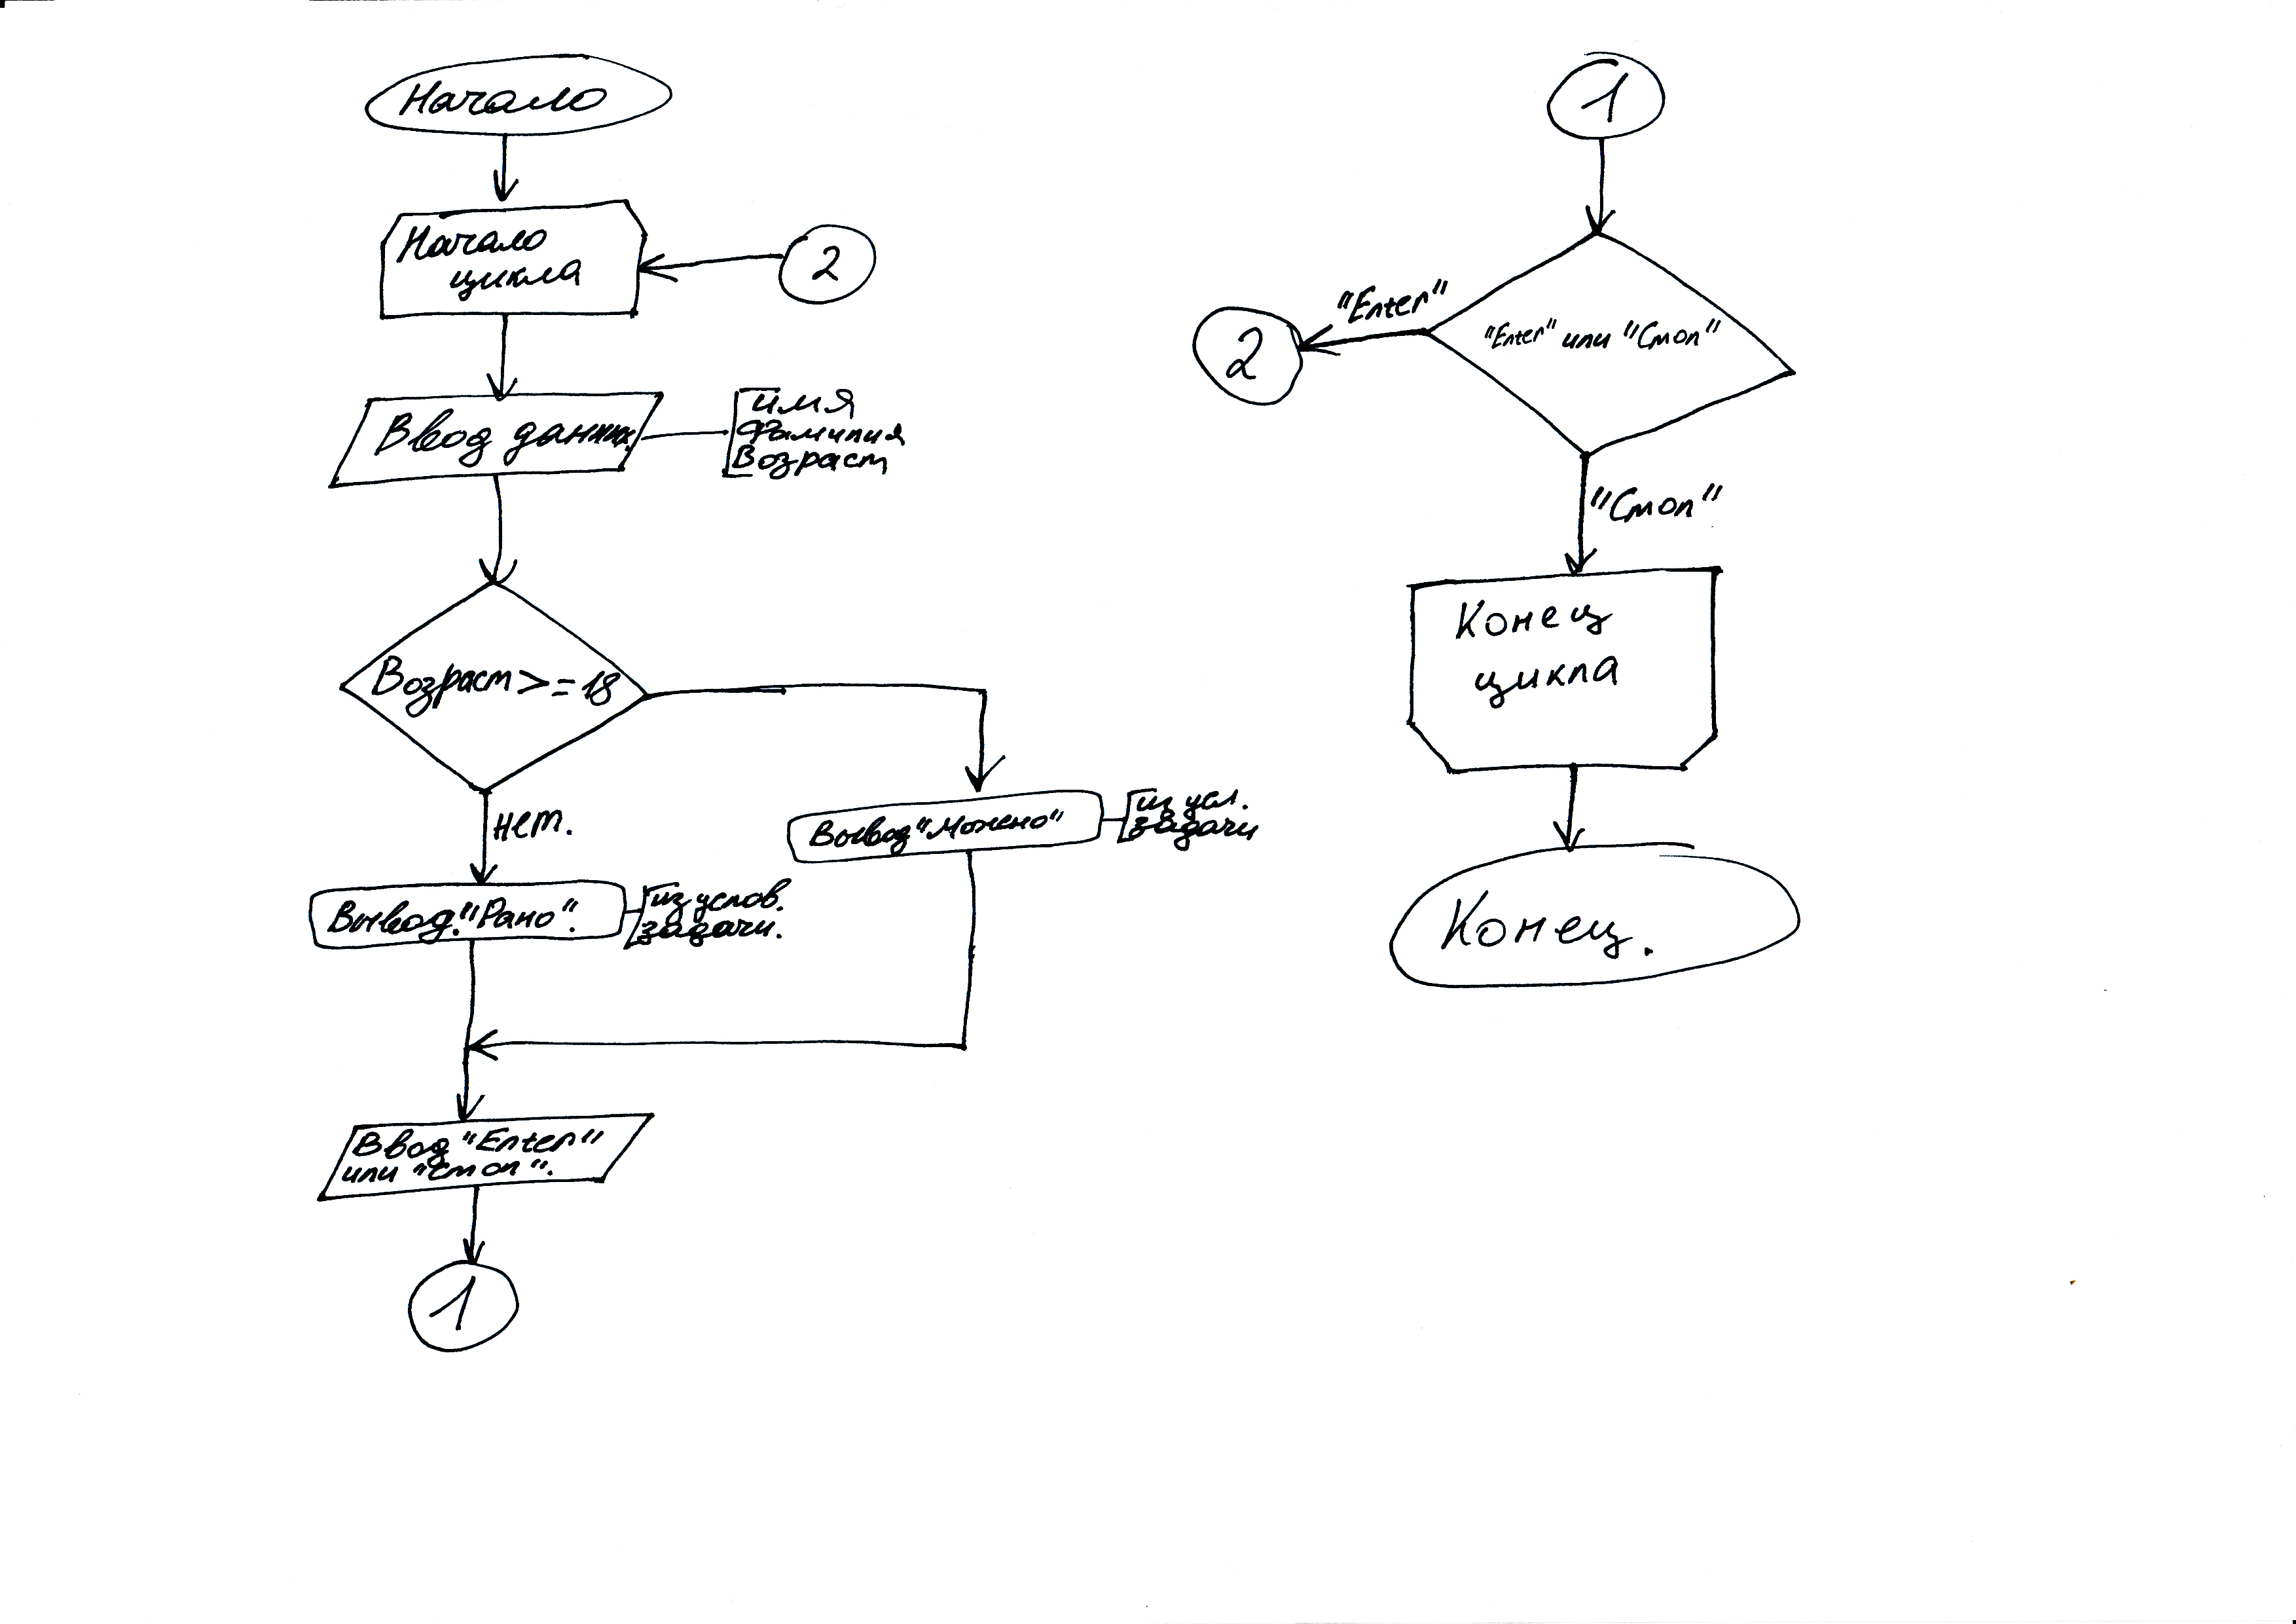 Начало
Начало
цикла
2
Ввод данных
имя
Фамилия
Возраст
Возраст >= 18
нет.
Вывод "Можно"
из усл.
задачи
Вывод. "Рано".
из услов.
задачи.
Ввод "Enter"
или "Стоп".
1
1
"Enter" или "Стоп"
"Enter"
2
"Стоп"
Конец
цикла
Конец.